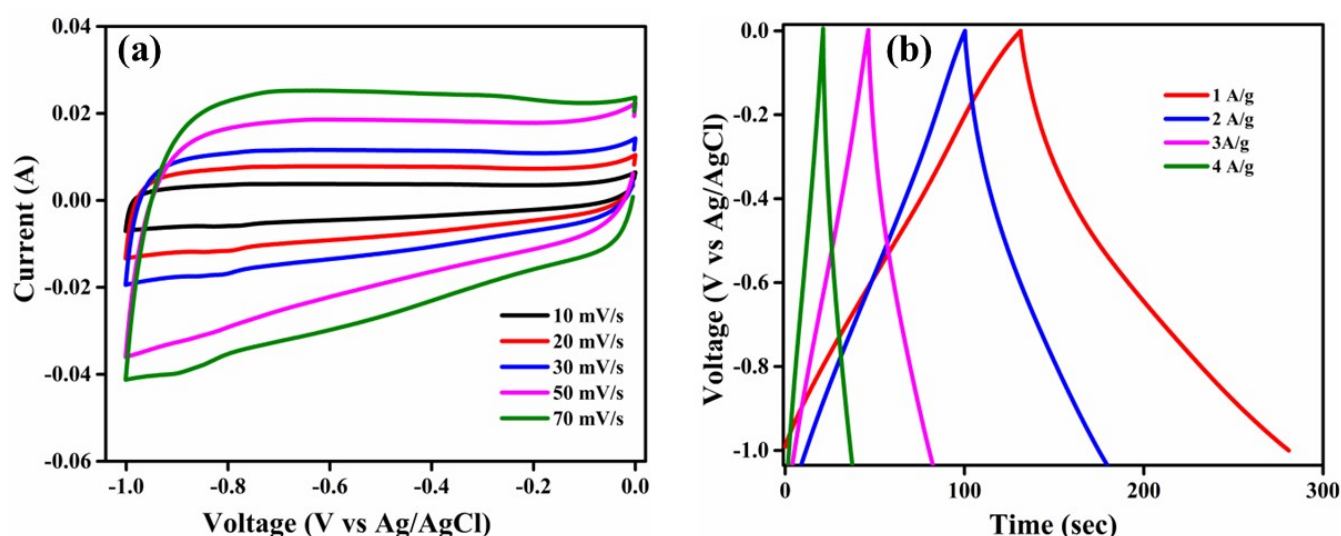 (a)
0.04
0.02
0.00
-0.02
-0.04
-0.06
Current (A)
10 mV/s
20 mV/s
30 mV/s
50 mV/s
70 mV/s
-1.0 -0.8 -0.6 -0.4 -0.2 0.0
Voltage (V vs Ag/AgCl)
(b)
0.0
-0.2
-0.4
-0.6
-0.8
-1.0
Voltage (V vs Ag/AgCl)
1 A/g
2 A/g
3A/g
4 A/g
0 100 200 300
Time (sec)